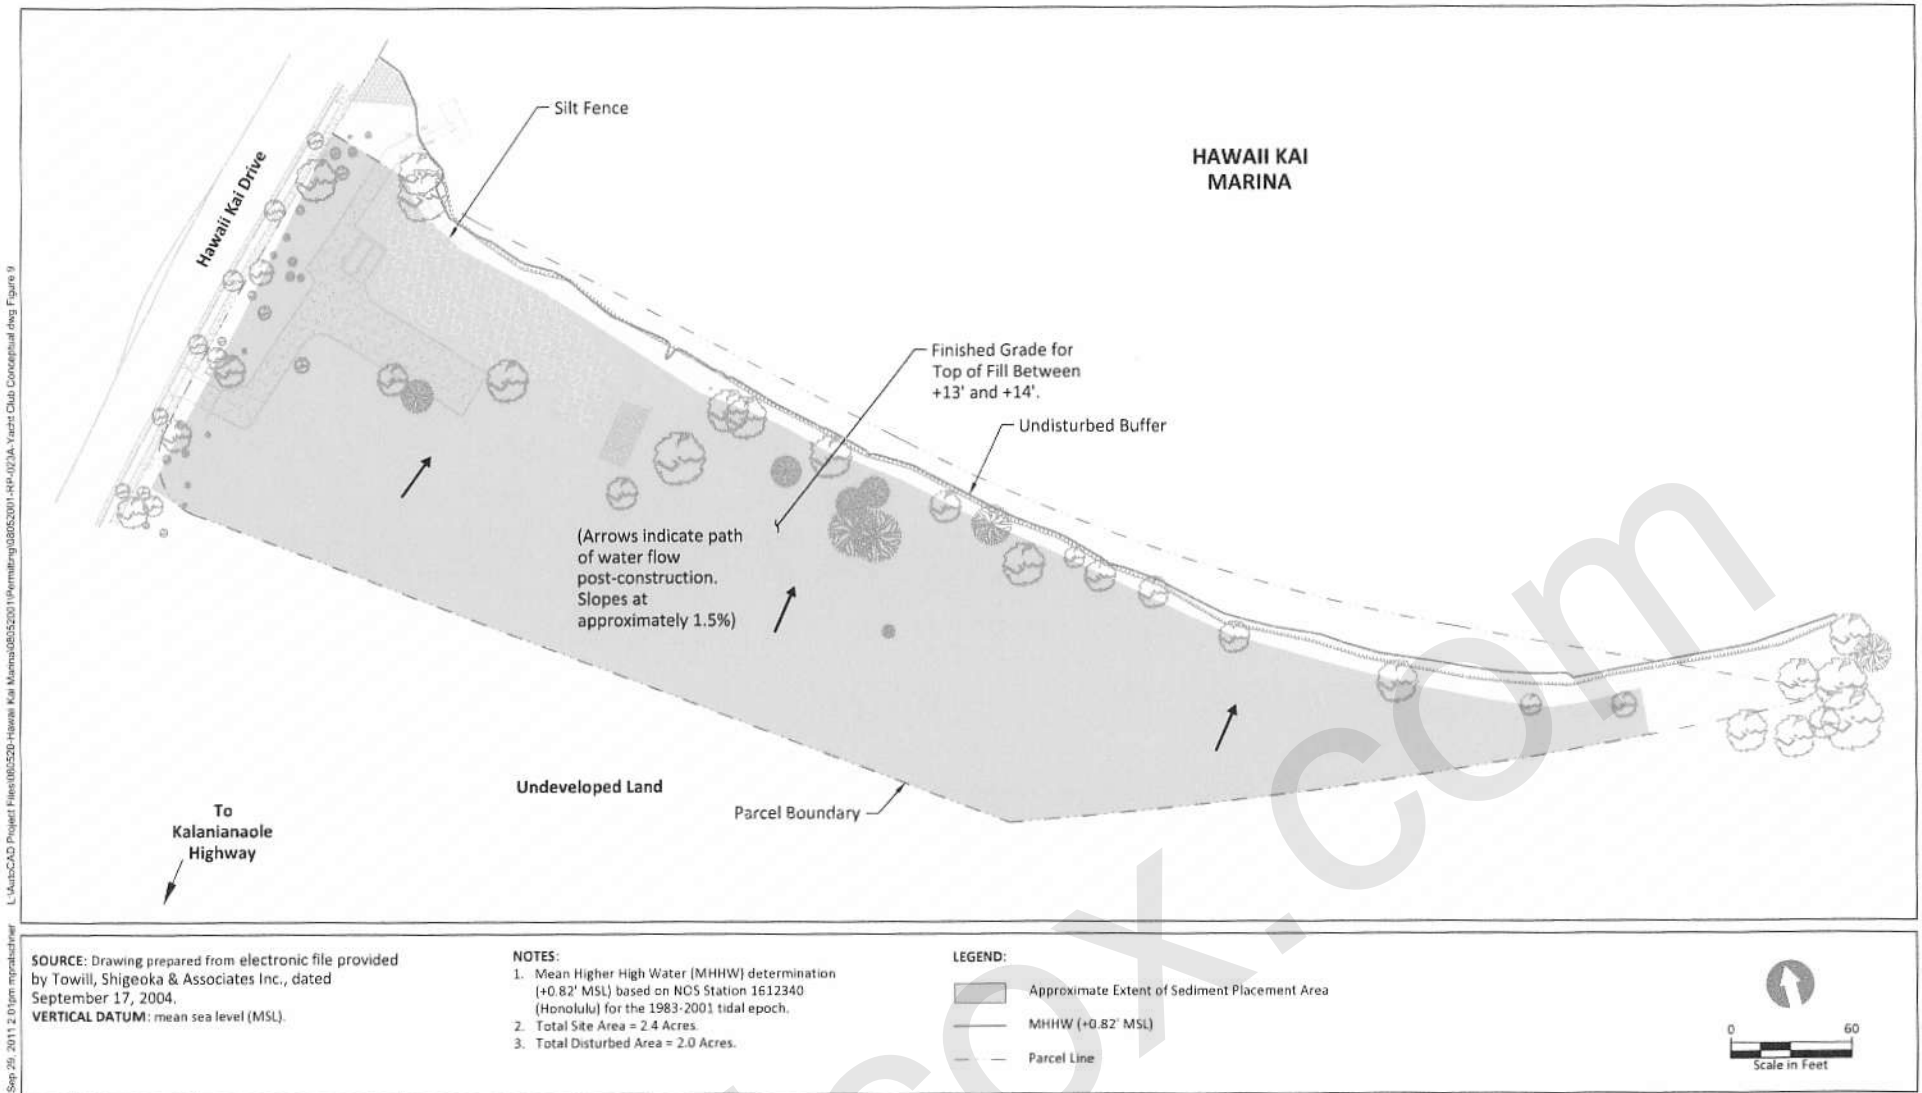 Silt Fence
HAWAII KAI
MARINA
Hawaii Kai Drive
Finished Grade for
Top of Fill Between
+13' and +14'.
Undisturbed Buffer
(Arrows indicate path
of water flow
post-construction.
Slopes at
approximately 1.5%)
Undeveloped Land
Parcel Boundary
To
Kalanianaole
Highway
SOURCE: Drawing prepared from electronic file provided
by Towill, Shigeoka & Associates Inc., dated
September 17, 2004.
VERTICAL DATUM: mean sea level (MSL).
NOTES:
1. Mean Higher High Water (MHHW) determination
(+0.82' MSL) based on NOS Station 1612340
(Honolulu) for the 1983-2001 tidal epoch.
2. Total Site Area = 2.4 Acres.
3. Total Disturbed Area = 2.0 Acres.
LEGEND:
Approximate Extent of Sediment Placement Area
MHHW (+0.82' MSL)
Parcel Line
0 60
Scale in Feet
ox.com